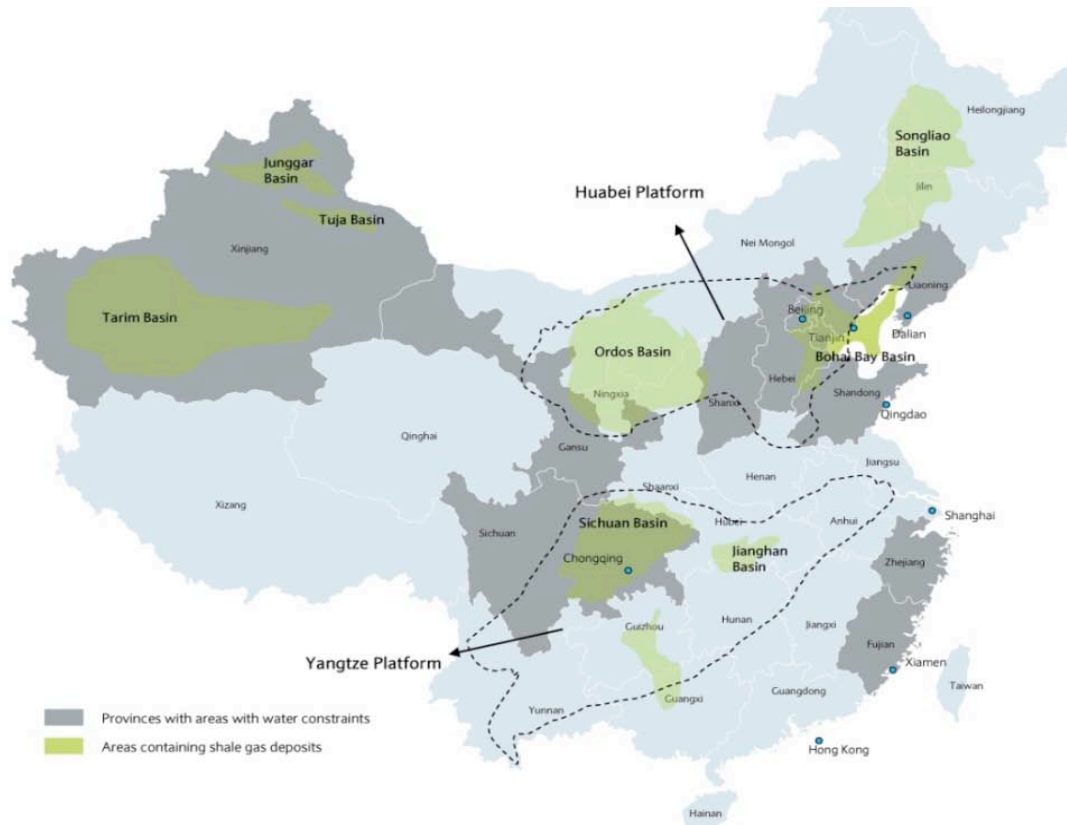 Heilongjiang
Songliao
Basin
Jilin
Junggar
Basin
Huabei Platform
Tuja Basin
Xinjiang
Nei Mongol
Liaoning
Beijing
Tarim Basin
Tianjin
Dalian
Ordos Basin
Bohai Bay Basin
Hebei
Ningxia
Shanxi
Shandong
Qingdao
Qinghai
Gansu
Jiangsu
Henan
Shaanxi
Xizang
Sichuan
Sichuan Basin
Hubei
Anhui
Shanghai
Chongqing
Jianghan
Basin
Zhejiang
Hunan
Jiangxi
Guizhou
Fujian
Yangtze Platform
Xiamen
Taiwan
Guangdong
Guangxi
Yunnan
Provinces with areas with water constraints
Areas containing shale gas deposits
Hong Kong
Hainan